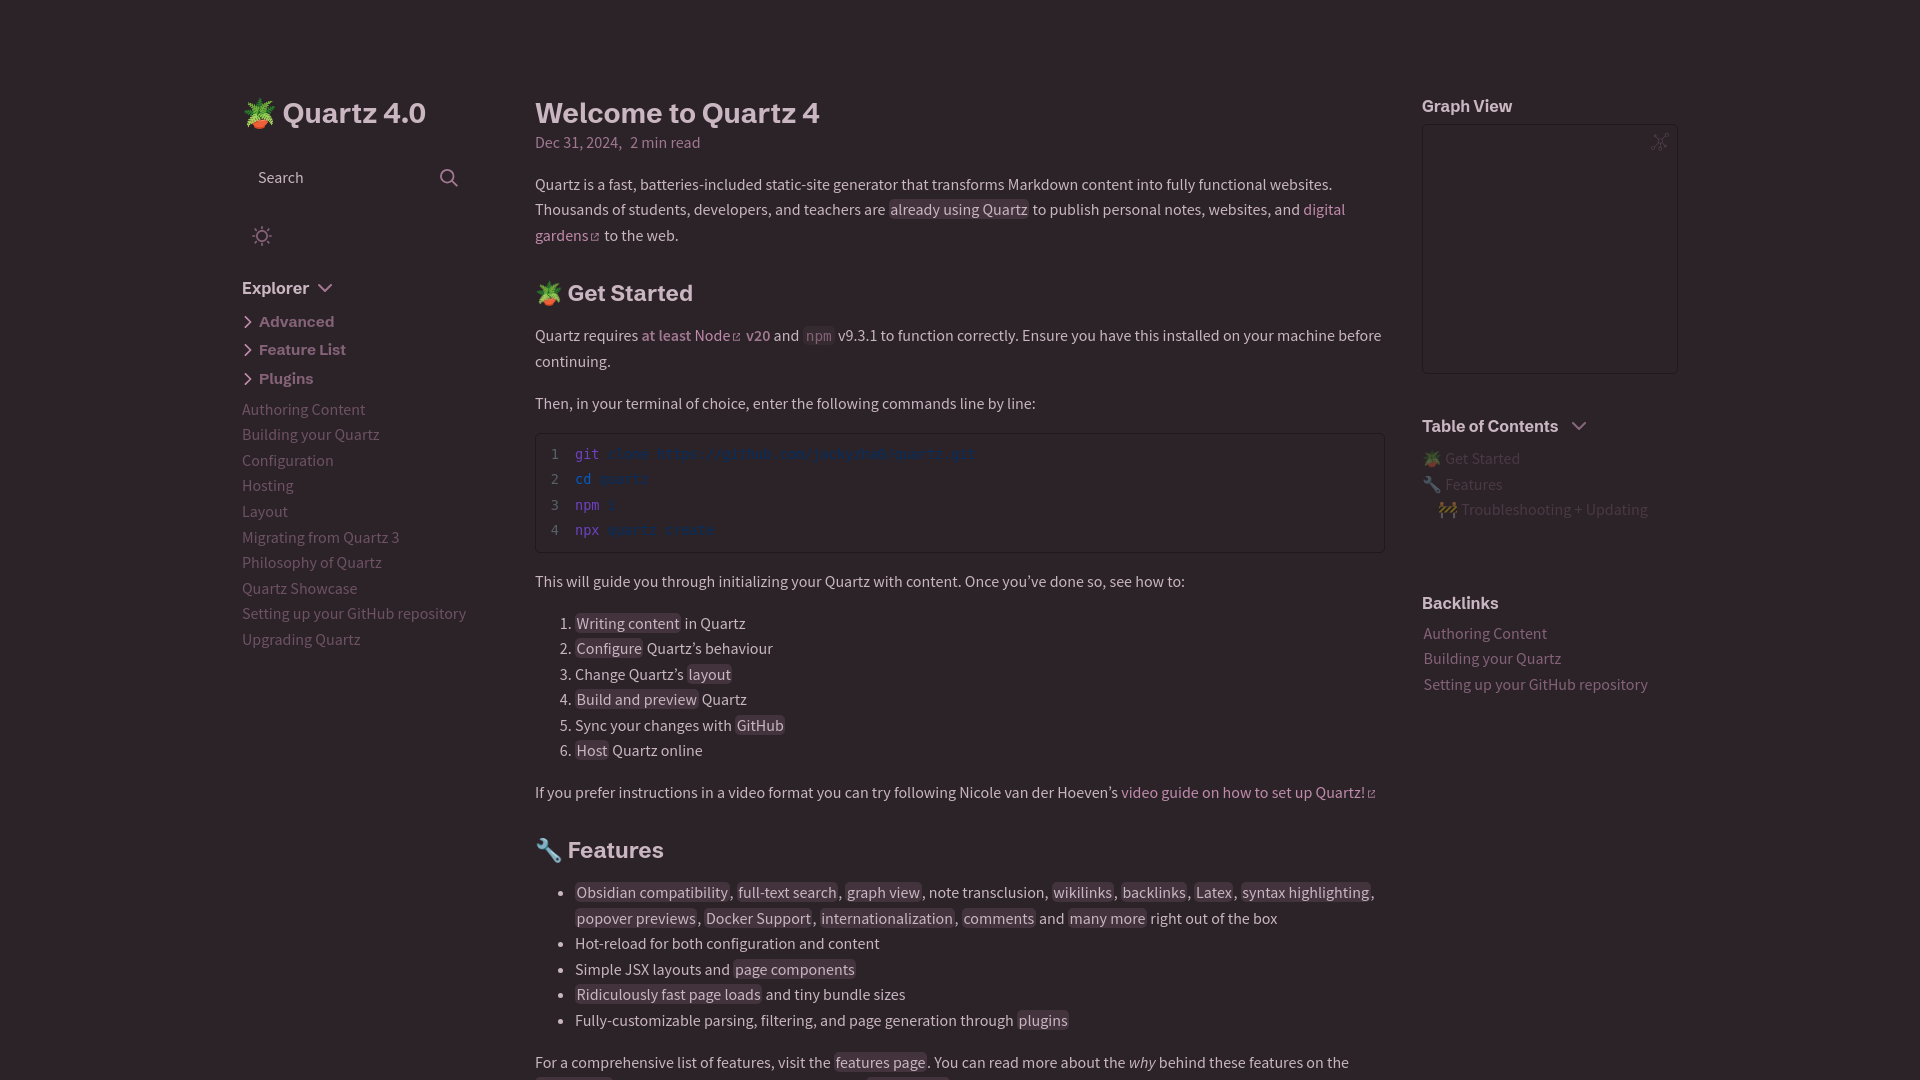 🪴 Quartz 4.0
Search
Explorer
Advanced
Feature List
Plugins
Authoring Content
Building your Quartz
Configuration
Hosting
Layout
Migrating from Quartz 3
Philosophy of Quartz
Quartz Showcase
Setting up your GitHub repository
Upgrading Quartz
Welcome to Quartz 4
Dec 31, 2024, 2 min read
Quartz is a fast, batteries-included static-site generator that transforms Markdown content into fully functional websites.
Thousands of students, developers, and teachers are already using Quartz to publish personal notes, websites, and digital
gardens to the web.
🪴 Get Started
Quartz requires at least Node v20 and npm v9.3.1 to function correctly. Ensure you have this installed on your machine before
continuing.
Then, in your terminal of choice, enter the following commands line by line:
1 git
2 cd
3 npm
4 npx
This will guide you through initializing your Quartz with content. Once you’ve done so, see how to:
1. Writing content in Quartz
2. Configure Quartz’s behaviour
3. Change Quartz’s layout
4. Build and preview Quartz
5. Sync your changes with GitHub
6. Host Quartz online
If you prefer instructions in a video format you can try following Nicole van der Hoeven’s video guide on how to set up Quartz!
🔧 Features
• Obsidian compatibility, full-text search, graph view, note transclusion, wikilinks, backlinks, Latex, syntax highlighting,
popover previews, Docker Support, internationalization, comments and many more right out of the box
• Hot-reload for both configuration and content
• Simple JSX layouts and page components
• Ridiculously fast page loads and tiny bundle sizes
• Fully-customizable parsing, filtering, and page generation through plugins
For a comprehensive list of features, visit the features page. You can read more about the why behind these features on the
Graph View
Table of Contents
🪴 Get Started
🔧 Features
🚧 Troubleshooting + Updating
Backlinks
Authoring Content
Building your Quartz
Setting up your GitHub repository